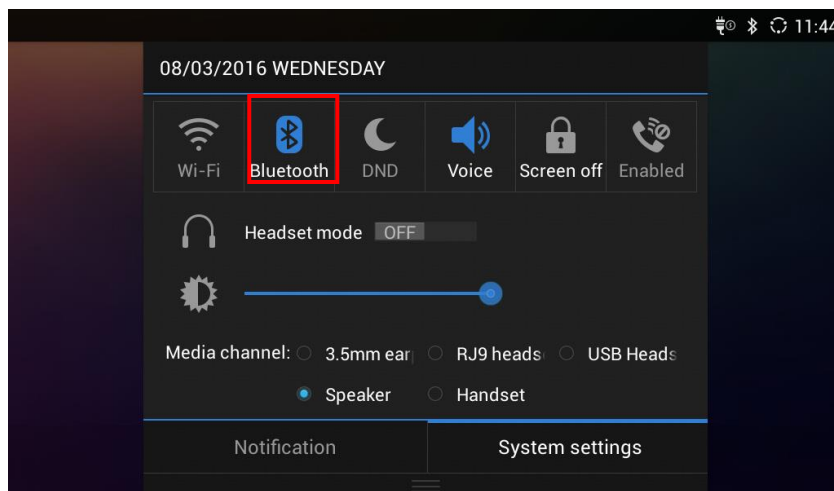 11:44
08/03/2016 WEDNESDAY
Wi-Fi Bluetooth DND Voice Screen off Enabled
Headset mode OFF
Media channel: 3.5mm ear RJ9 heads USB Heads
Speaker Handset
Notification System settings